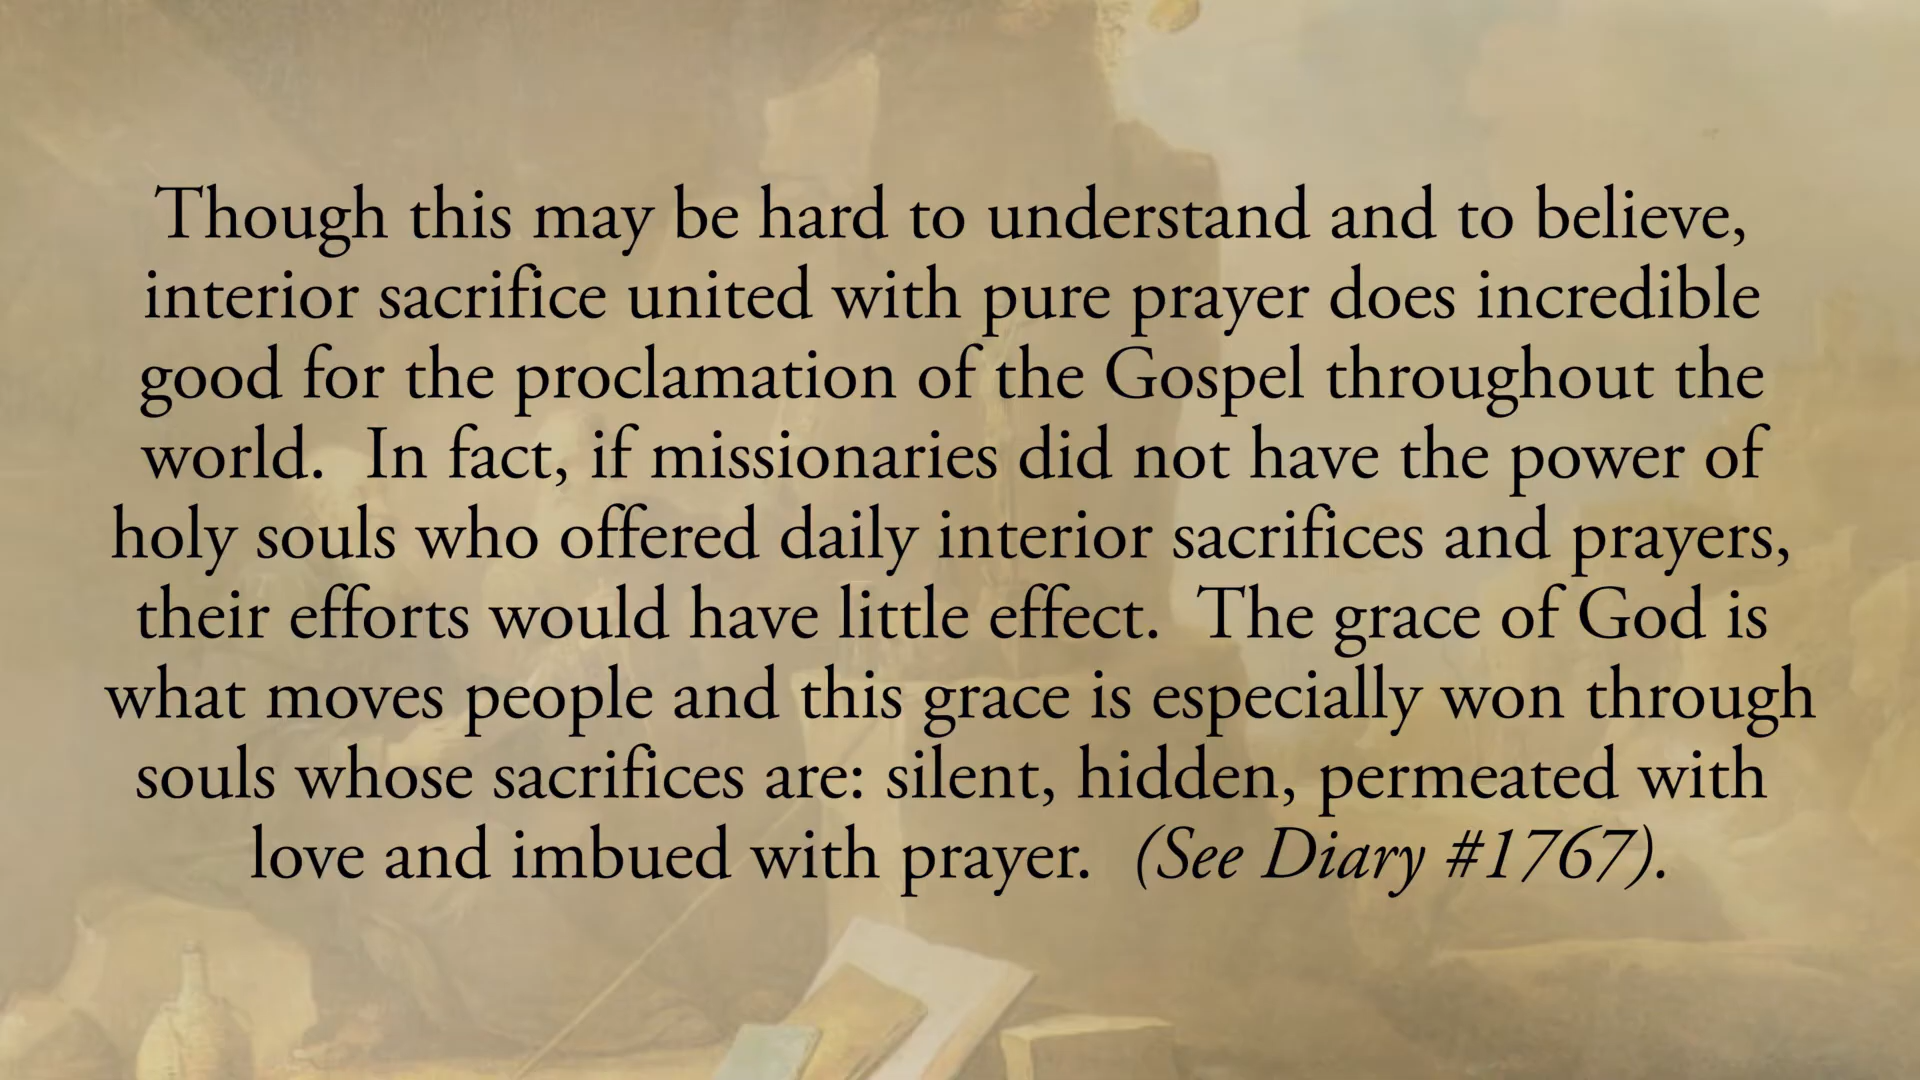 Though this may be hard to understand and to believe,
interior sacrifice united with pure prayer does incredible
good for the proclamation of the Gospel throughout the
world.  In fact, if missionaries did not have the power of
holy souls who offered daily interior sacrifices and prayers,
their efforts would have little effect.  The grace of God is
what moves people and this grace is especially won through
souls whose sacrifices are: silent, hidden, permeated with
love and imbued with prayer.  (See Diary #1767).